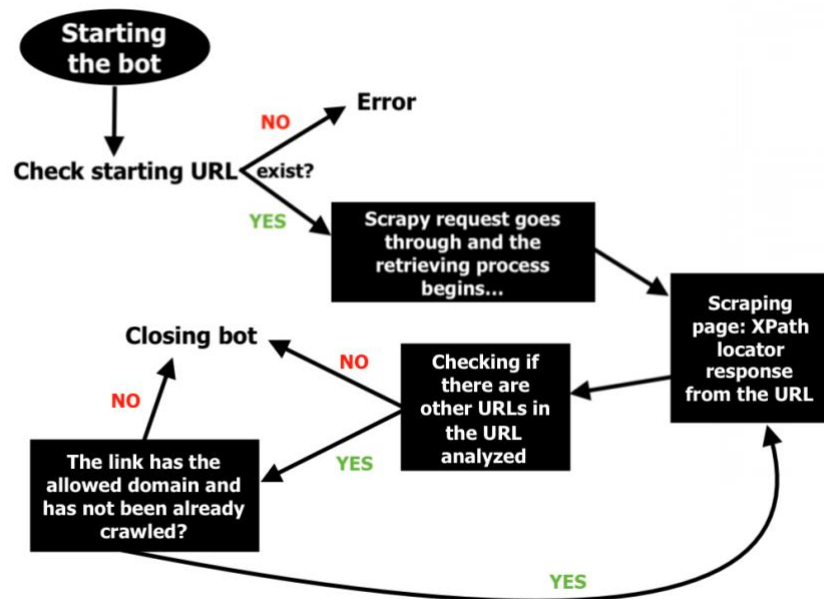 Starting
the bot
Error
NO
Check starting URL exist?
YES
Scrapy request goes
through and the
retrieving process
begins...
Scraping
page: XPath
locator
response
from the URL
Closing bot
Checking if
there are
other URLs in
the URL
analyzed
NO
YES
NO
The link has the
allowed domain and
has not been already
crawled?
YES